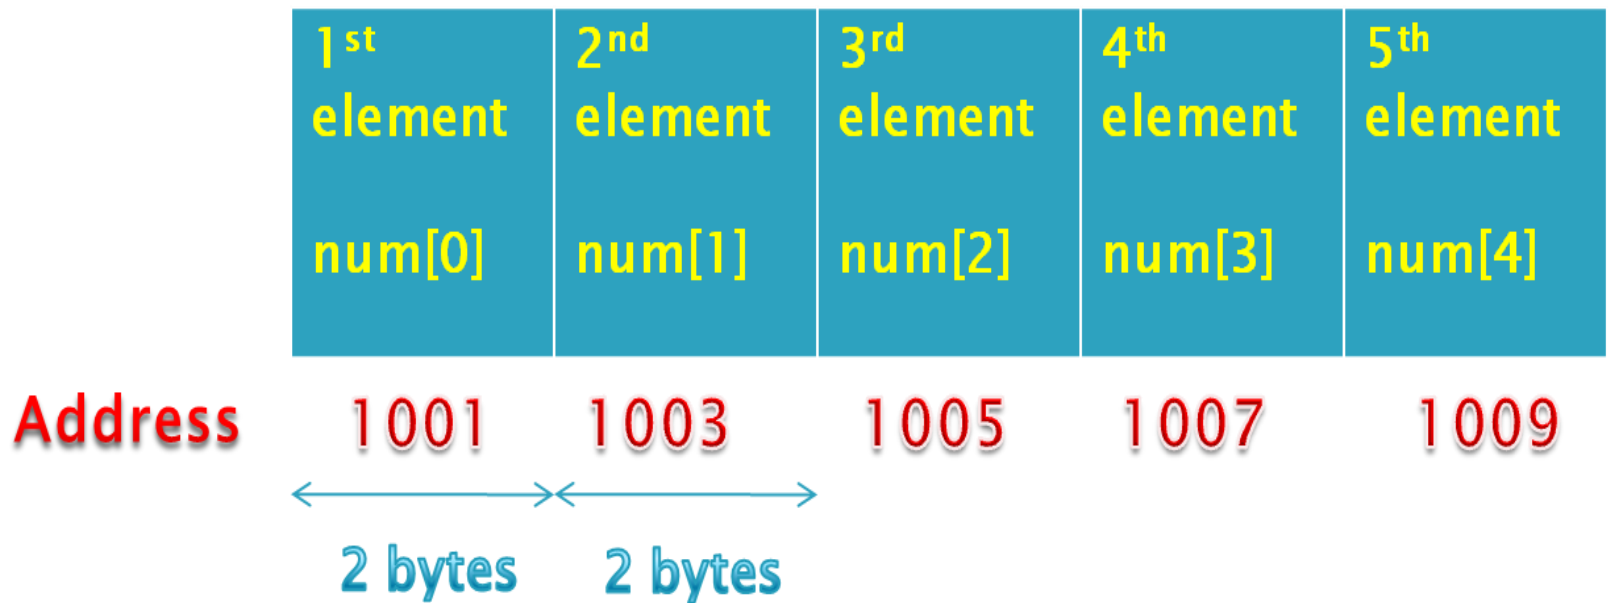 1st
element
num[0]
2nd
element
num[1]
3rd
element
num[2]
4th
element
num[3]
5th
element
num[4]
Address 1001 1003 1005 1007 1009
2 bytes 2 bytes